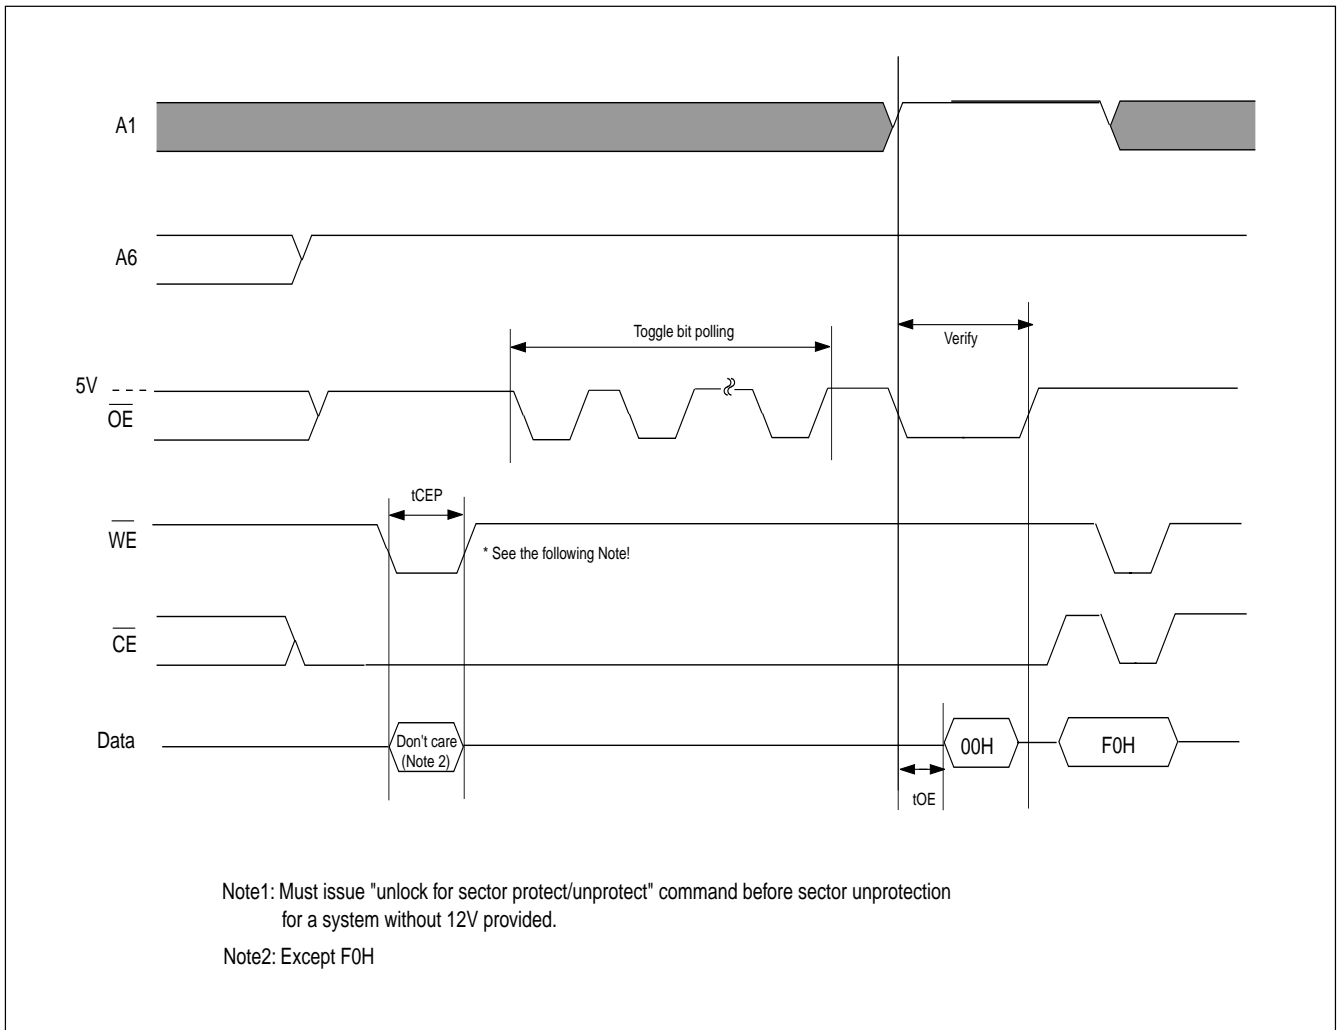 A1
A6
Toggle bit polling
Verify
5V
OE
tCEP
WE
* See the following Note!
CE
Data
Don't care
(Note 2)
00H
F0H
tOE
Note1: Must issue "unlock for sector protect/unprotect" command before sector unprotection
for a system without 12V provided.
Note2: Except F0H